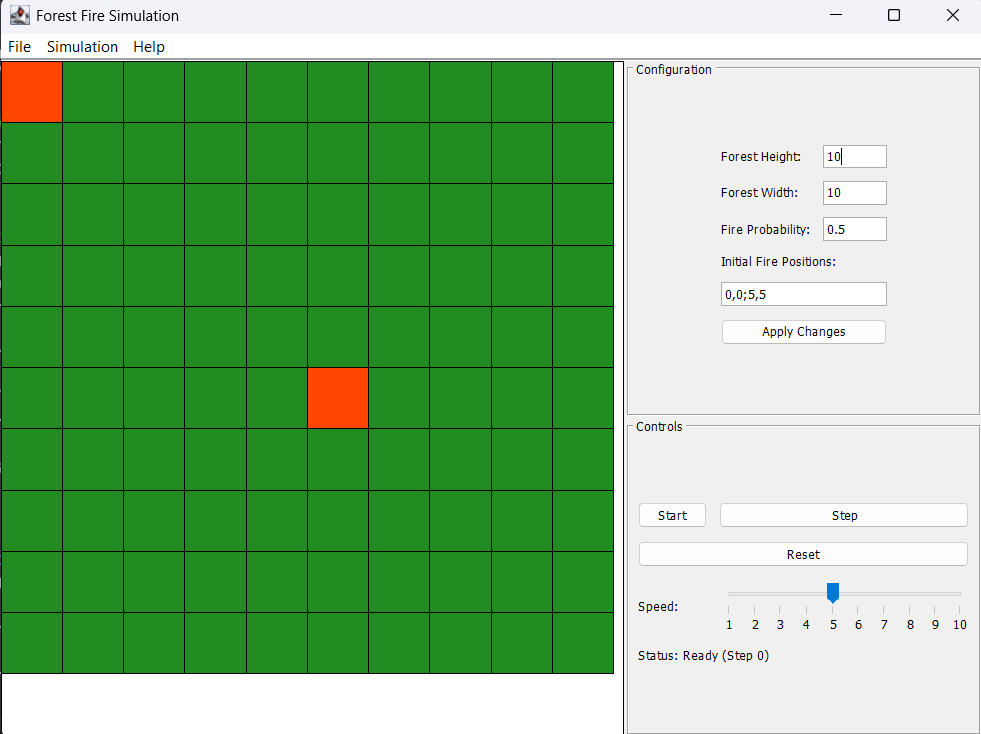 Forest Fire Simulation
File Simulation Help
Configuration
Forest Height: 10
Forest Width: 10
Fire Probability: 0.5
Initial Fire Positions:
0,0;5,5
Apply Changes
Controls
Start Step
Reset
Speed:
1 2 3 4 5 6 7 8 9 10
Status: Ready (Step 0)